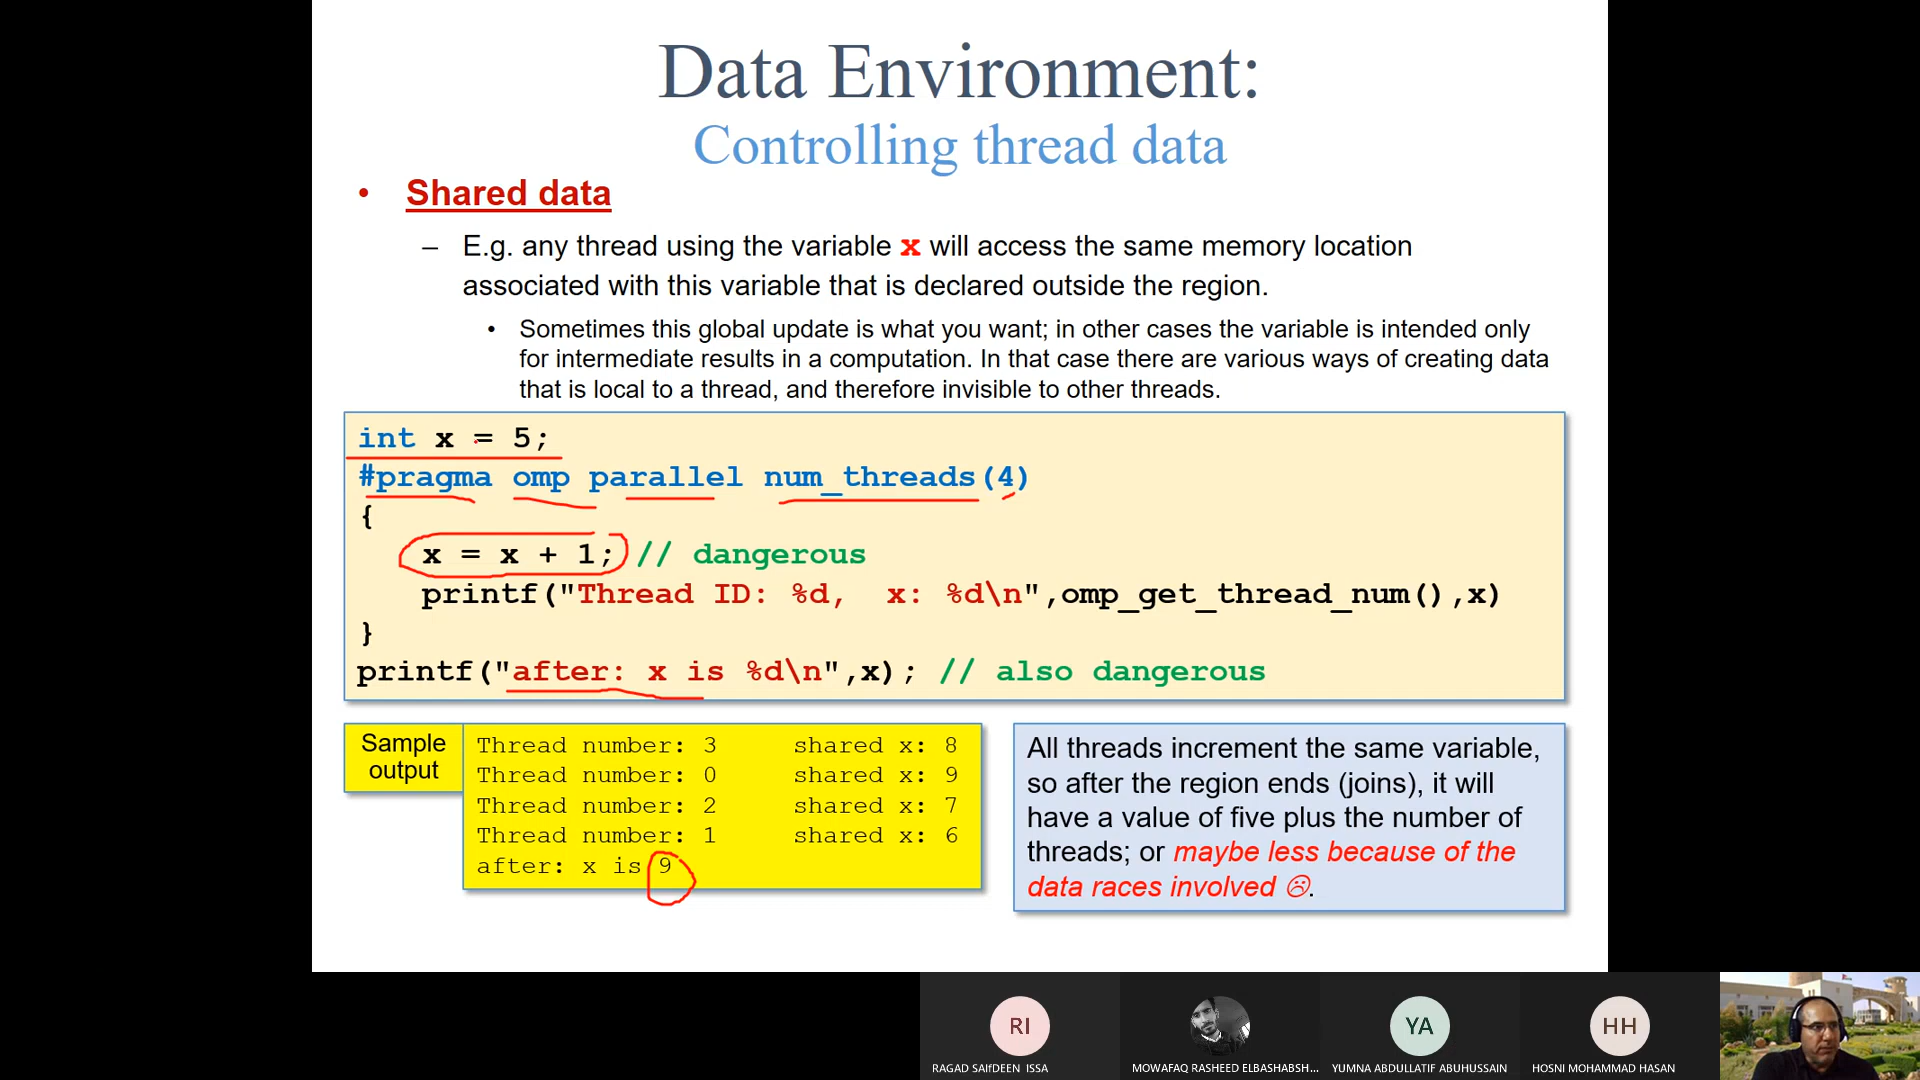 Data Environment:
Controlling thread data
• Shared data
– E.g. any thread using the variable x will access the same memory location
associated with this variable that is declared outside the region.
• Sometimes this global update is what you want; in other cases the variable is intended only
for intermediate results in a computation. In that case there are various ways of creating data
that is local to a thread, and therefore invisible to other threads.
int x = 5;
#pragma omp parallel num_threads(4)
{
x = x + 1; // dangerous
printf("Thread ID: %d,  x: %d\n",omp_get_thread_num(),x)
}
printf("after: x is %d\n",x); // also dangerous
Sample
output
Thread number: 3 shared x: 8
Thread number: 0 shared x: 9
Thread number: 2 shared x: 7
Thread number: 1 shared x: 6
after: x is 9
All threads increment the same variable,
so after the region ends (joins), it will
have a value of five plus the number of
threads; or maybe less because of the
data races involved ☹.
RI
YA
HH
RAGAD SAIfDEEN ISSA
MOWAFAQ RASHEED ELBASHABSH...
YUMNA ABDULLATIF ABUHUSSAIN
HOSNI MOHAMMAD HASAN